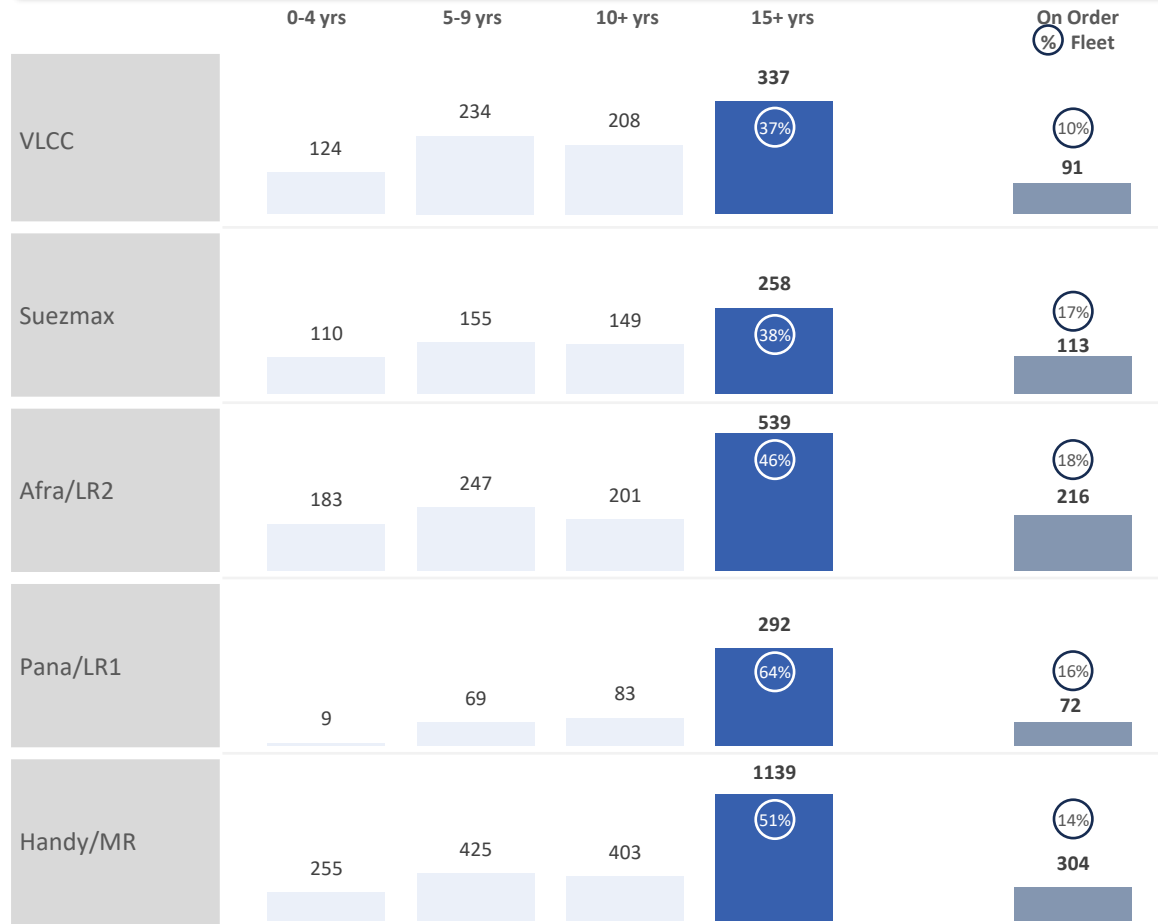 0-4 yrs 5-9 yrs 10+ yrs 15+ yrs On Order
% Fleet
VLCC 124 234 208 337 37% 10% 91
Suezmax 110 155 149 258 38% 17% 113
Afra/LR2 183 247 201 539 46% 18% 216
Pana/LR1 9 69 83 292 64% 16% 72
Handy/MR 255 425 403 1139 51% 14% 304